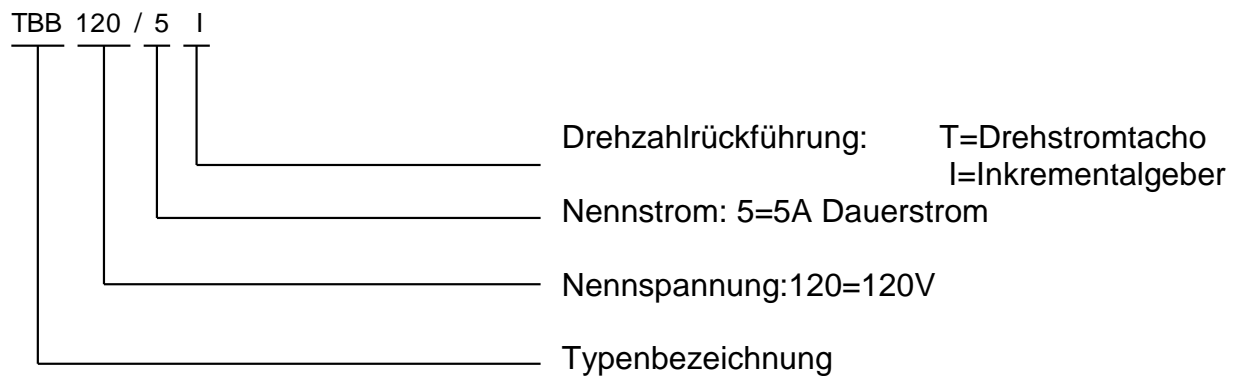 TBB 120 / 5 I
Drehzahlrückführung: T=Drehstromtacho
I=Inkrementalgeber
Nennstrom: 5=5A Dauerstrom
Nennspannung:120=120V
Typenbezeichnung